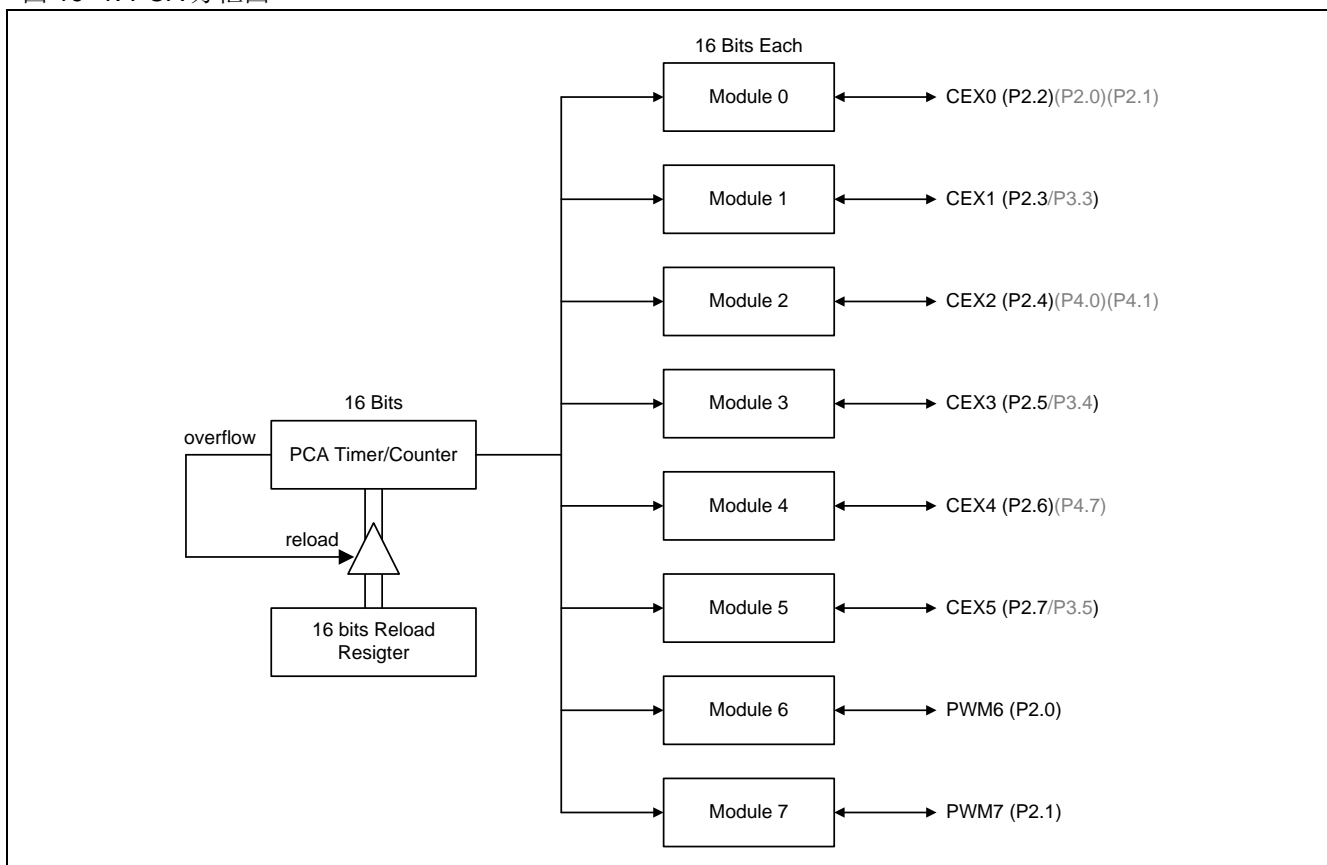 16 Bits Each
Module 0
CEX0 (P2.2)(P2.0)(P2.1)
Module 1
CEX1 (P2.3/P3.3)
Module 2
CEX2 (P2.4)(P4.0)(P4.1)
Module 3
CEX3 (P2.5/P3.4)
16 Bits
overflow
PCA Timer/Counter
Module 4
CEX4 (P2.6)(P4.7)
reload
Module 5
CEX5 (P2.7/P3.5)
16 bits Reload
Resigter
Module 6
PWM6 (P2.0)
Module 7
PWM7 (P2.1)